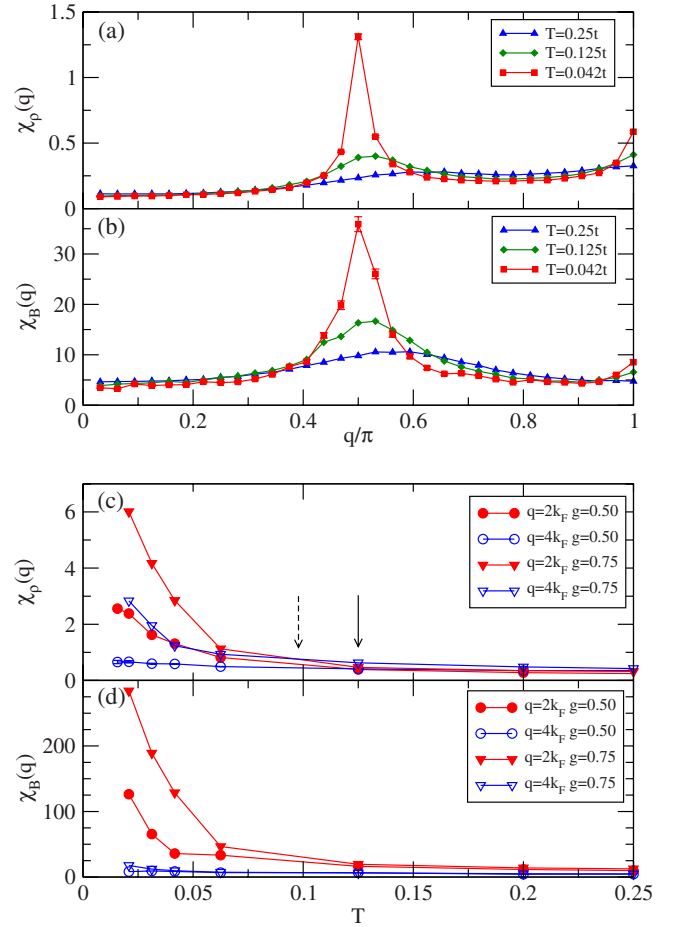 (a)
T=0.25t
T=0.125t
T=0.042t
χρ(q)
1.5
1
0.5
0
(b)
T=0.25t
T=0.125t
T=0.042t
χB(q)
30
20
10
0
0 0.2 0.4 0.6 0.8 1
q/π
(c)
q=2kF g=0.50
q=4kF g=0.50
q=2kF g=0.75
q=4kF g=0.75
χρ(q)
6
4
2
0
(d)
q=2kF g=0.50
q=4kF g=0.50
q=2kF g=0.75
q=4kF g=0.75
χB(q)
250
200
150
100
50
0
0 0.05 0.1 0.15 0.2 0.25
T